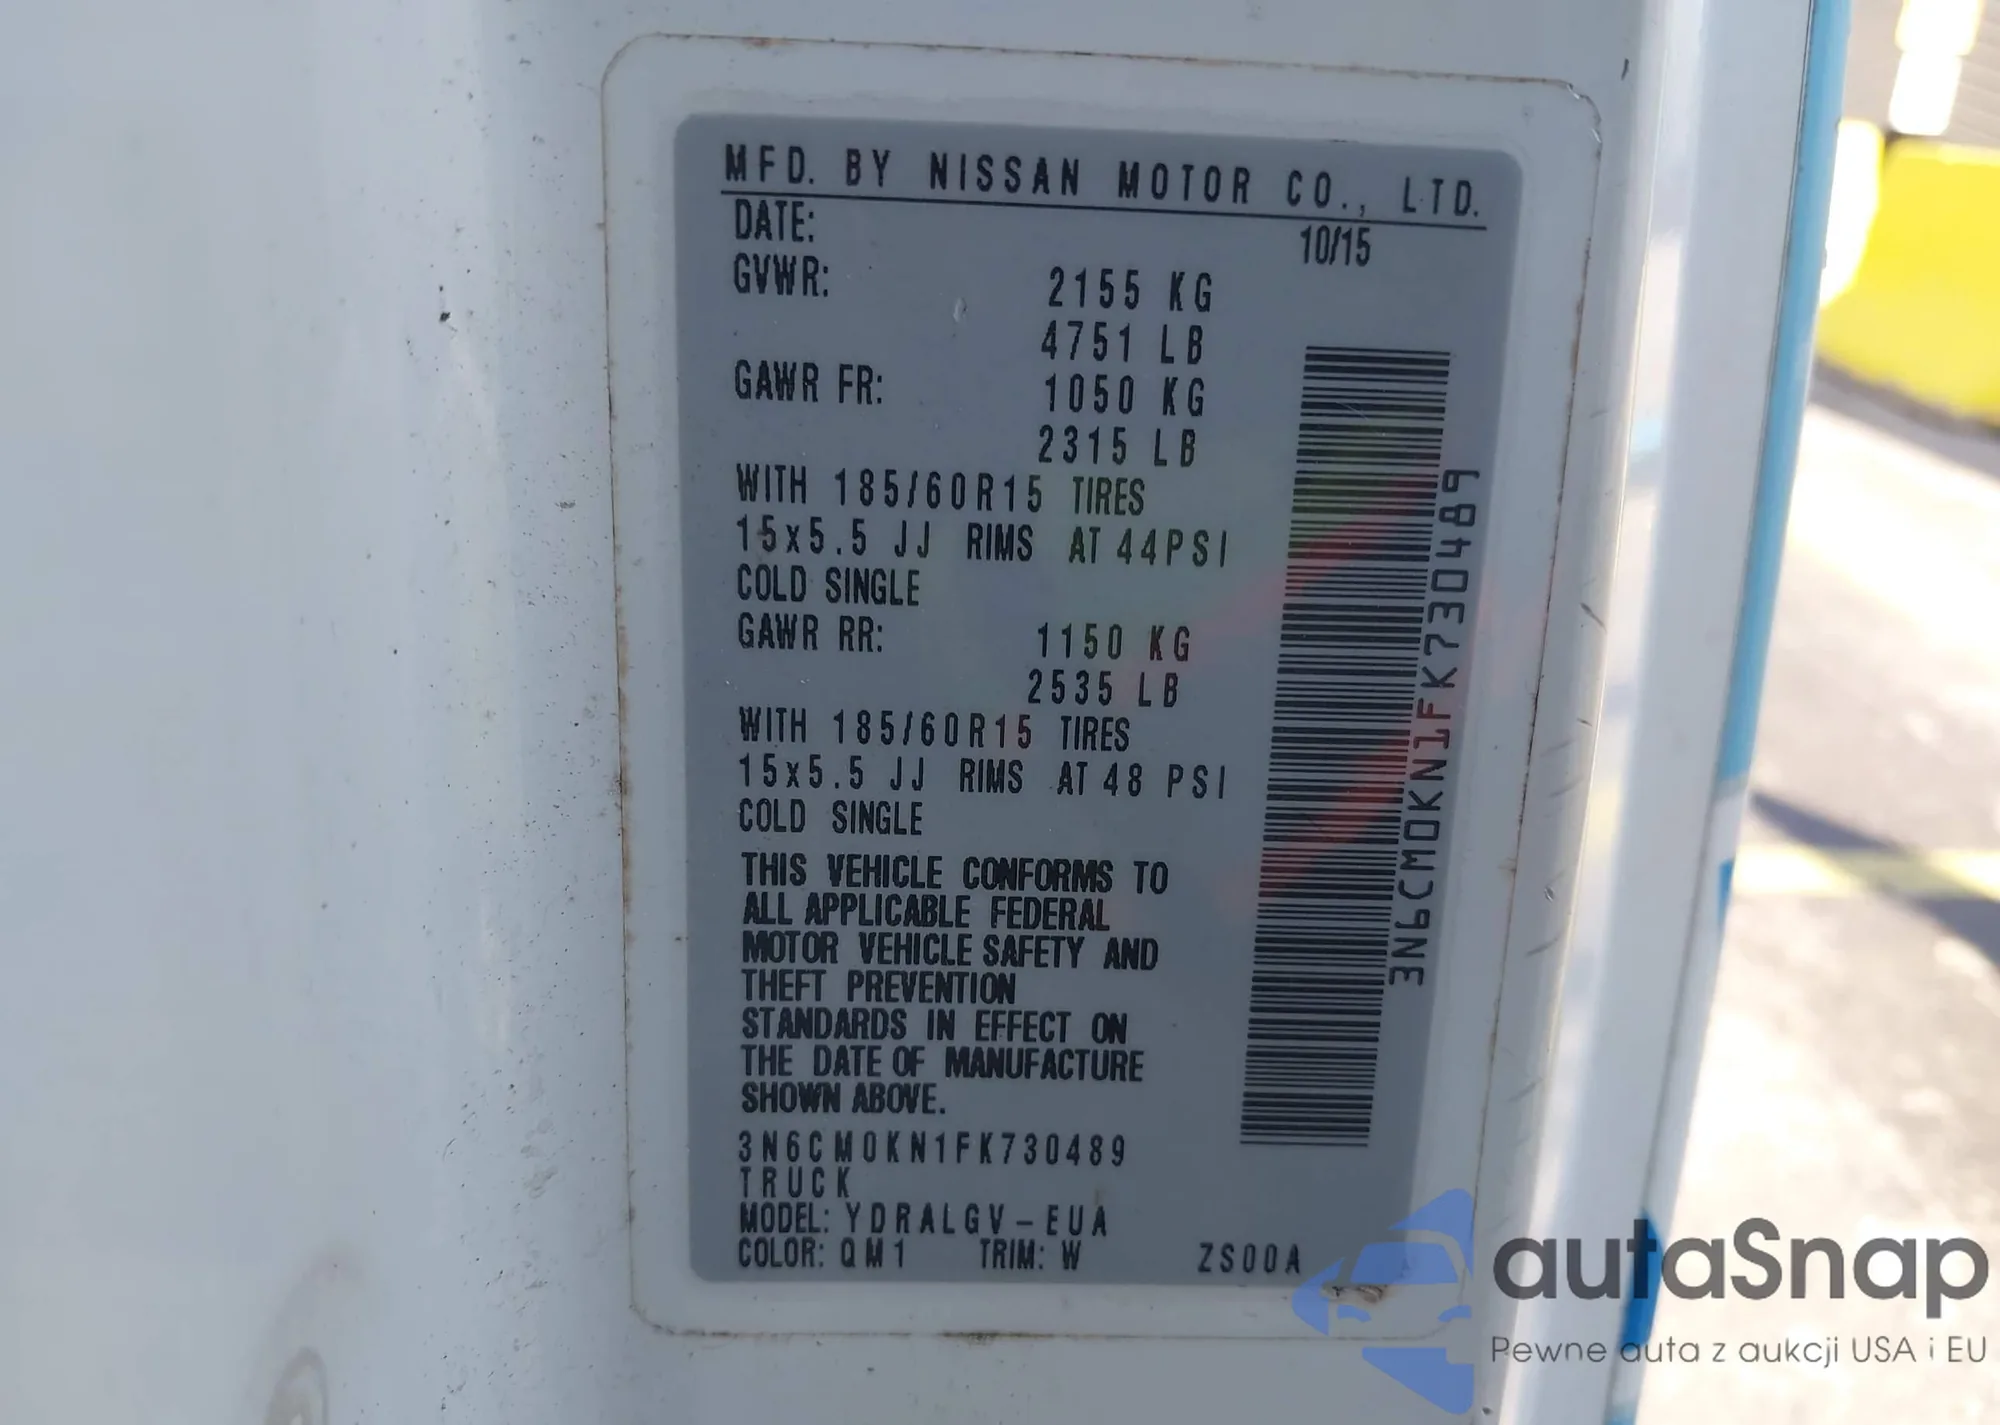 MFD. BY NISSAN MOTOR CO., LTD.
DATE: 10/15
GVWR: 2155 KG
4751 LB
GAWR FR: 1050 KG
2315 LB
WITH 185/60R15 TIRES
15x5.5 JJ RIMS AT 44PSI
COLD SINGLE
GAWR RR: 1150 KG
2535 LB
WITH 185/60R15 TIRES
15x5.5 JJ RIMS AT 48 PSI
COLD SINGLE
THIS VEHICLE CONFORMS TO
ALL APPLICABLE FEDERAL
MOTOR VEHICLE SAFETY AND
THEFT PREVENTION
STANDARDS IN EFFECT ON
THE DATE OF MANUFACTURE
SHOWN ABOVE.
3N6CM0KN1FK730489
TRUCK
MODEL: YDRALGV-EUA
COLOR: QM1 TRIM: W ZS00A
3N6CM0KN1FK730489
autaSnap
Pewne auta z aukcji USA i EU